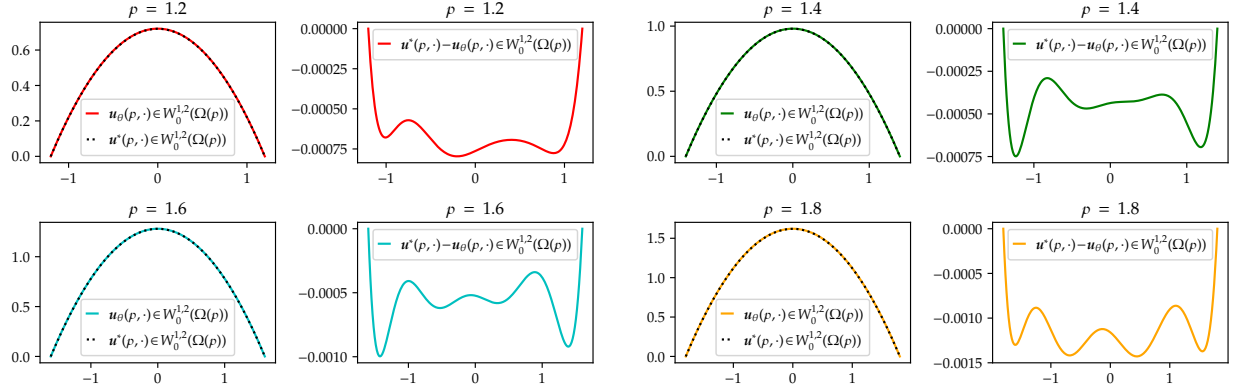 p = 1.2
0.6
0.4
0.2
0.0
u_θ(p, ·) ∈ W_0^{1,2}(Ω(p))
u*(p, ·) ∈ W_0^{1,2}(Ω(p))
−1 0 1
p = 1.2
0.00000
−0.00025
−0.00050
−0.00075
u*(p, ·) − u_θ(p, ·) ∈ W_0^{1,2}(Ω(p))
−1 0 1
p = 1.4
1.0
0.5
0.0
u_θ(p, ·) ∈ W_0^{1,2}(Ω(p))
u*(p, ·) ∈ W_0^{1,2}(Ω(p))
−1 0 1
p = 1.4
0.00000
−0.00025
−0.00050
−0.00075
u*(p, ·) − u_θ(p, ·) ∈ W_0^{1,2}(Ω(p))
−1 0 1
p = 1.6
1.0
0.5
0.0
u_θ(p, ·) ∈ W_0^{1,2}(Ω(p))
u*(p, ·) ∈ W_0^{1,2}(Ω(p))
−1 0 1
p = 1.6
0.0000
−0.0005
−0.0010
u*(p, ·) − u_θ(p, ·) ∈ W_0^{1,2}(Ω(p))
−1 0 1
p = 1.8
1.5
1.0
0.5
0.0
u_θ(p, ·) ∈ W_0^{1,2}(Ω(p))
u*(p, ·) ∈ W_0^{1,2}(Ω(p))
−1 0 1
p = 1.8
0.0000
−0.0005
−0.0010
−0.0015
u*(p, ·) − u_θ(p, ·) ∈ W_0^{1,2}(Ω(p))
−1 0 1